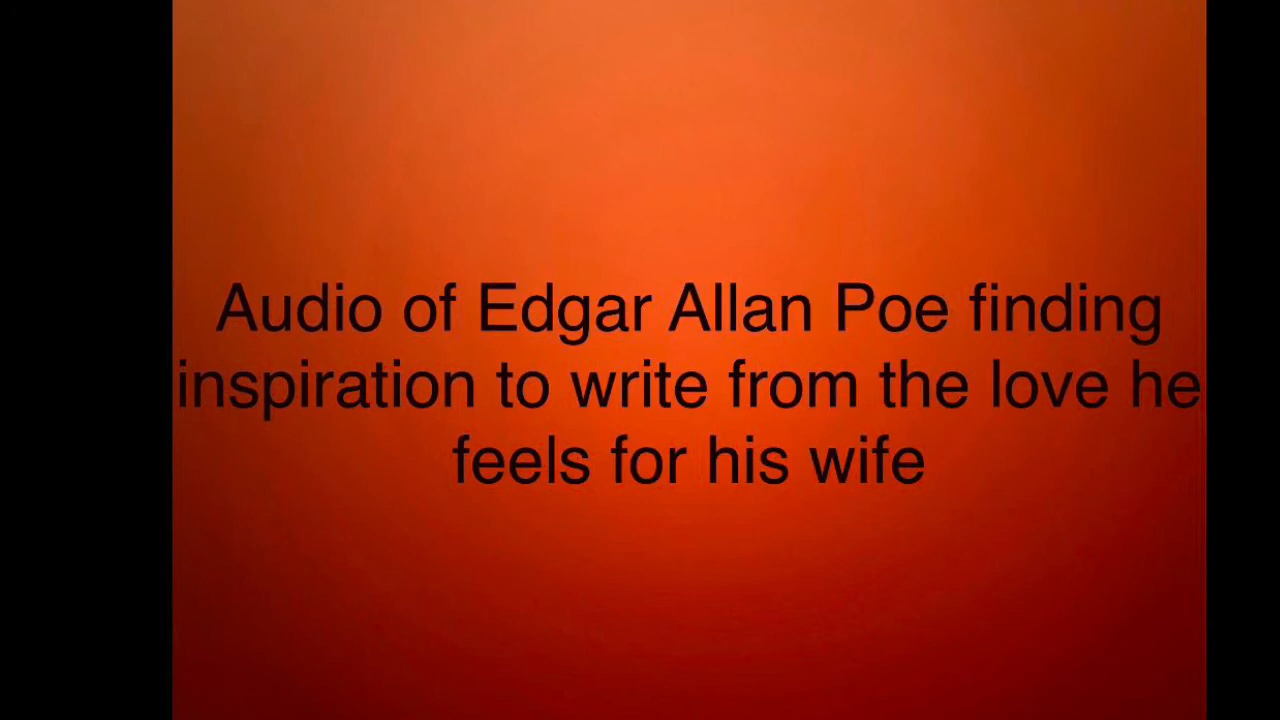 Audio of Edgar Allan Poe finding
inspiration to write from the love he
feels for his wife